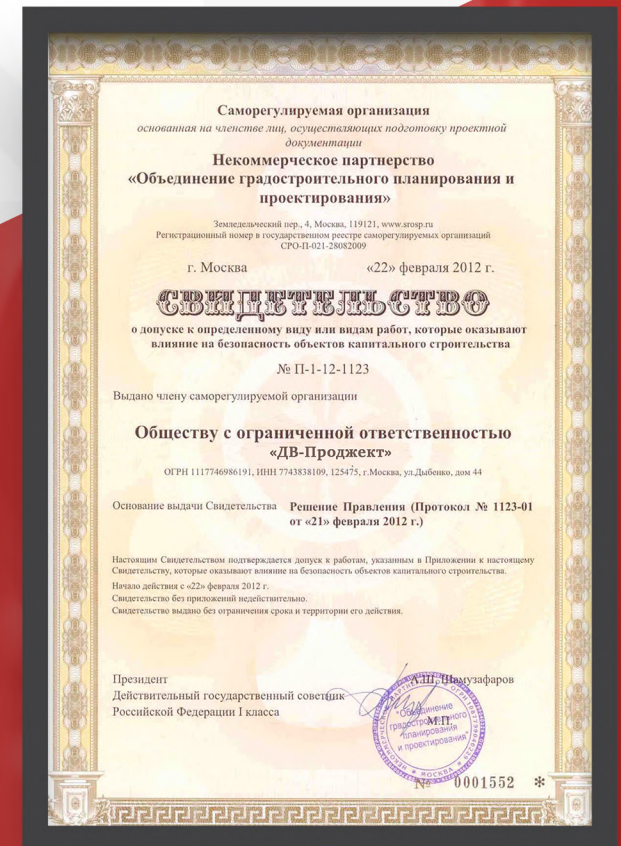 Саморегулируемая организация
основанная на членстве лиц, осуществляющих подготовку проектной
документации
Некоммерческое партнерство
«Объединение градостроительного планирования и
проектирования»
Земледельческий пер., 4, Москва, 119121, www.srosp.ru
Регистрационный номер в государственном реестре саморегулируемых организаций
СРО-П-021-28082009
г. Москва «22» февраля 2012 г.
СВИДЕТЕЛЬСТВО
о допуске к определенному виду или видам работ, которые оказывают
влияние на безопасность объектов капитального строительства
№ П-1-12-1123
Выдано члену саморегулируемой организации
Обществу с ограниченной ответственностью
«ДВ-Проджект»
ОГРН 1117746986191, ИНН 7743838109, 125475, г.Москва, ул.Дыбенко, дом 44
Основание выдачи Свидетельства Решение Правления (Протокол № 1123-01
от «21» февраля 2012 г.)
Настоящим Свидетельством подтверждается допуск к работам, указанным в Приложении к настоящему
Свидетельству, которые оказывают влияние на безопасность объектов капитального строительства.
Начало действия с «22» февраля 2012 г.
Свидетельство без приложений недействительно.
Свидетельство выдано без ограничения срока и территории его действия.
Президент А.Ш. Шамузафаров
Действительный государственный советник
Российской Федерации I класса
"Объединение
градостроительного
М.П.
планирования
и проектирования"
МОСКВА
№ 0001552 *